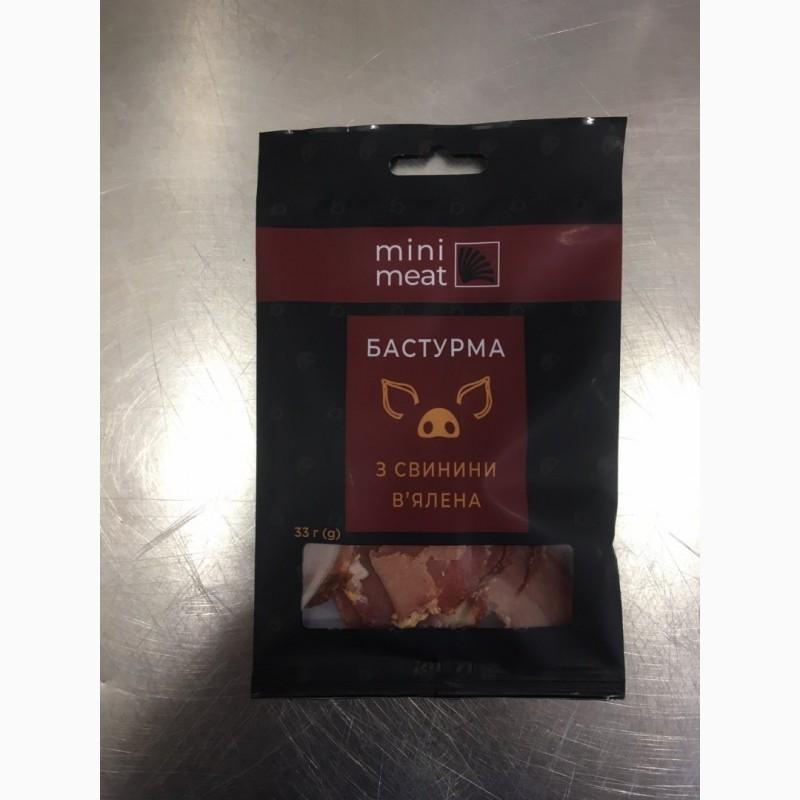 mini
meat
БАСТУРМА
З СВИНИНИ
В'ЯЛЕНА
33 г (g)